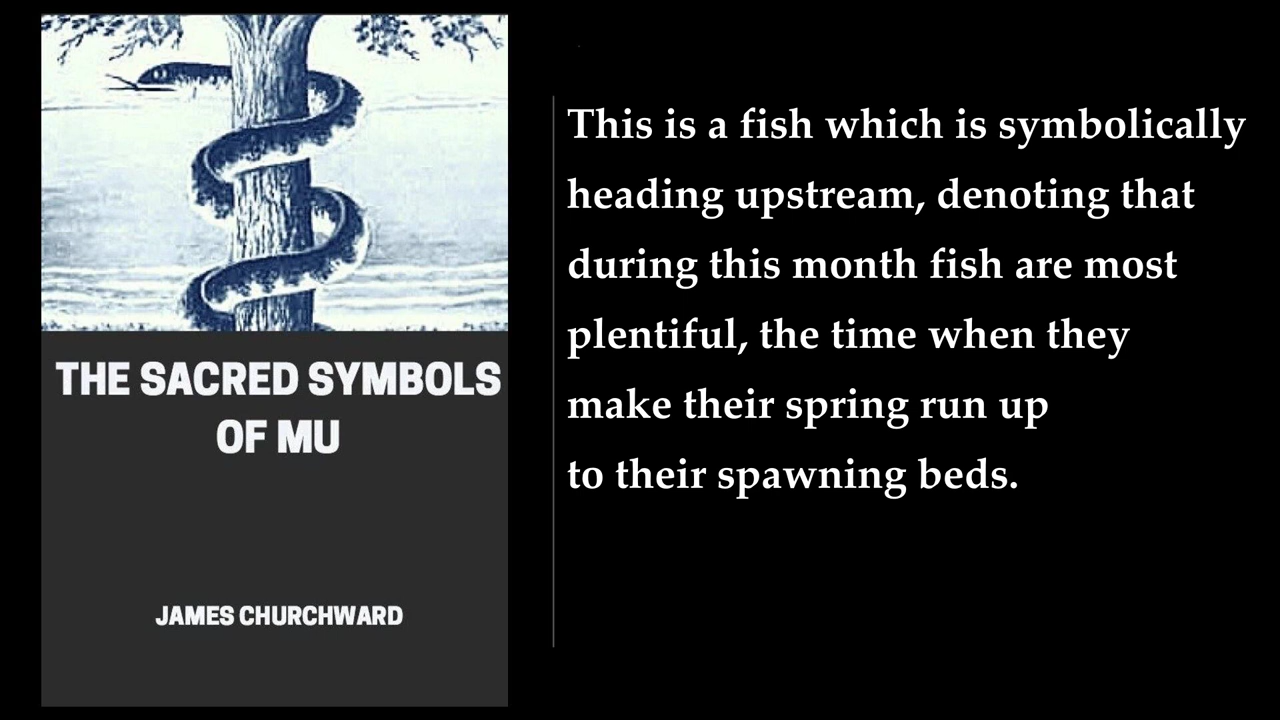 THE SACRED SYMBOLS
OF MU
JAMES CHURCHWARD
This is a fish which is symbolically
heading upstream, denoting that
during this month fish are most
plentiful, the time when they
make their spring run up
to their spawning beds.